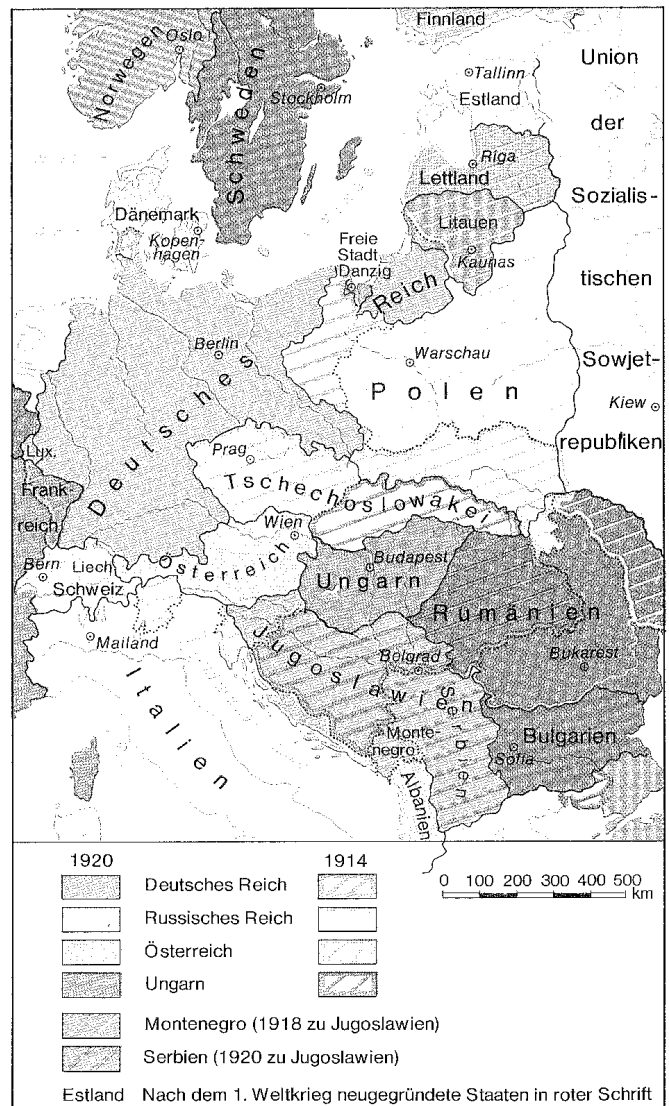 Norwegen
Oslo
Schweden
Stockholm
Finnland
Tallinn
Estland
Union
der
Sozialis-
tischen
Sowjet-
republiken
Riga
Lettland
Litauen
Kaunas
Dänemark
Kopen-
hagen
Freie
Stadt
Danzig
Deutsches
Reich
Berlin
Warschau
Polen
Kiew
Lux.
Frank
reich
Prag
Tschechoslowakei
Wien
Österreich
Bern
Liech.
Schweiz
Budapest
Ungarn
Rumänien
Bukarest
Mailand
Italien
Jugoslawien
Belgrad
Serbien
Monte-
negro
Albanien
Bulgarien
Sofia
1920 1914
Deutsches Reich
Russisches Reich
Österreich
Ungarn
Montenegro (1918 zu Jugoslawien)
Serbien (1920 zu Jugoslawien)
0 100 200 300 400 500
km
Estland Nach dem 1. Weltkrieg neugegründete Staaten in roter Schrift